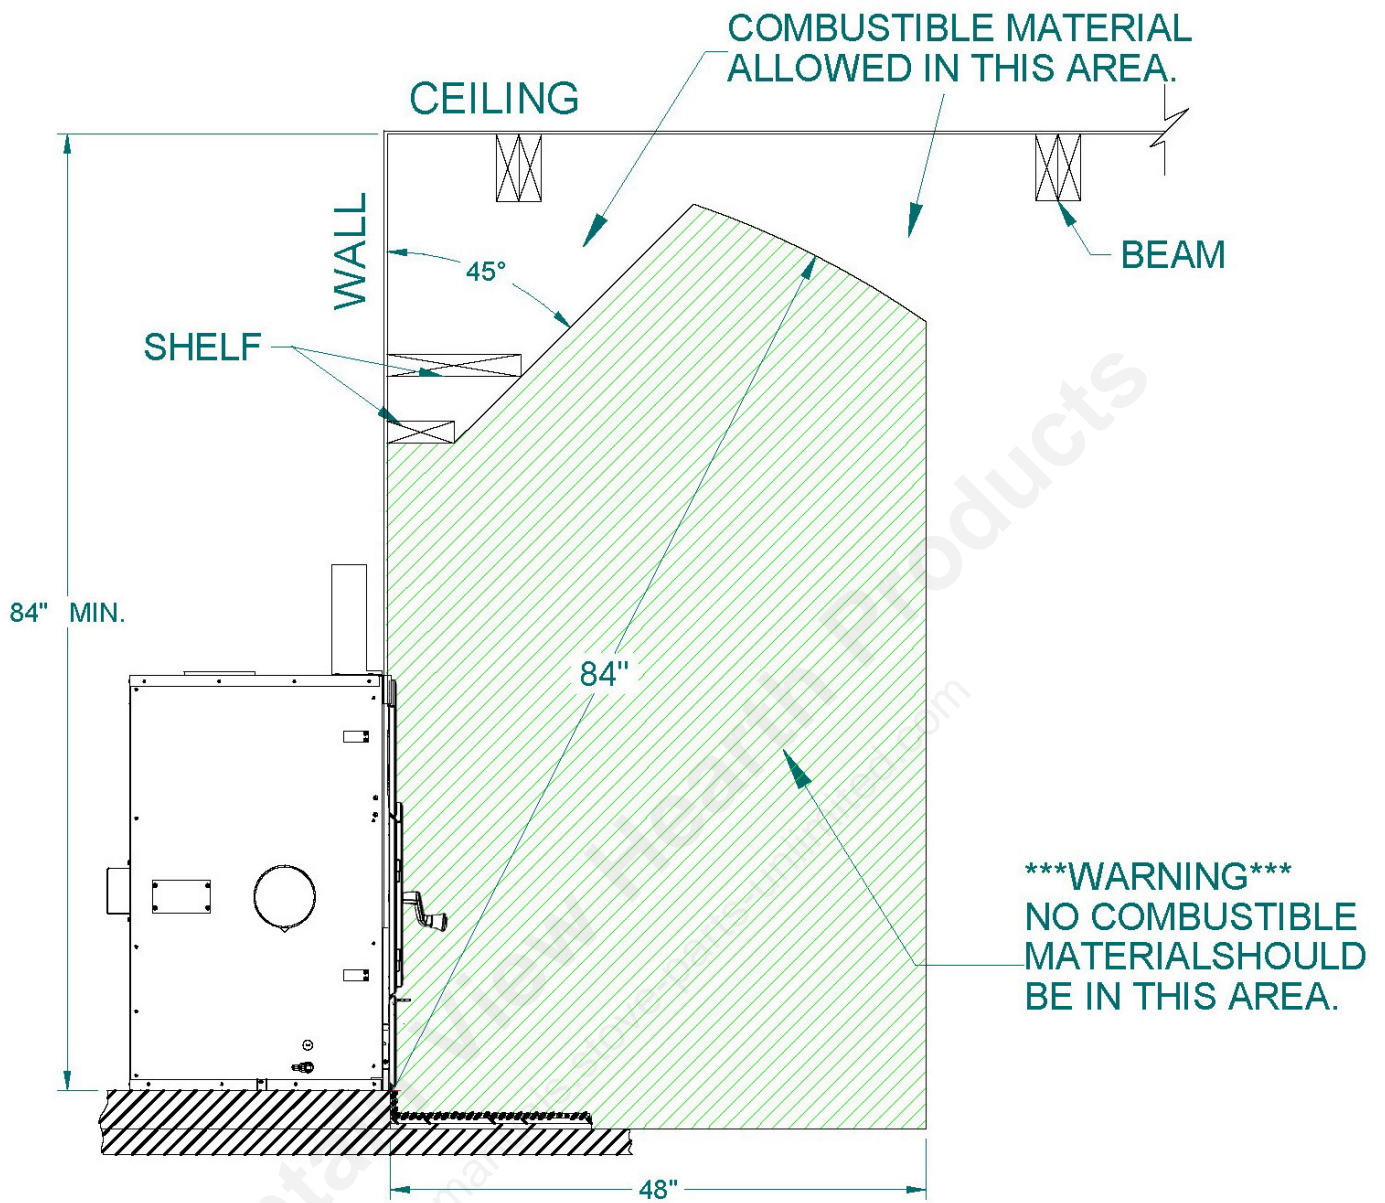 COMBUSTIBLE MATERIAL
ALLOWED IN THIS AREA.
CEILING
WALL
45°
BEAM
SHELF
84" MIN.
84"
***WARNING***
NO COMBUSTIBLE
MATERIALSHOULD
BE IN THIS AREA.
48"